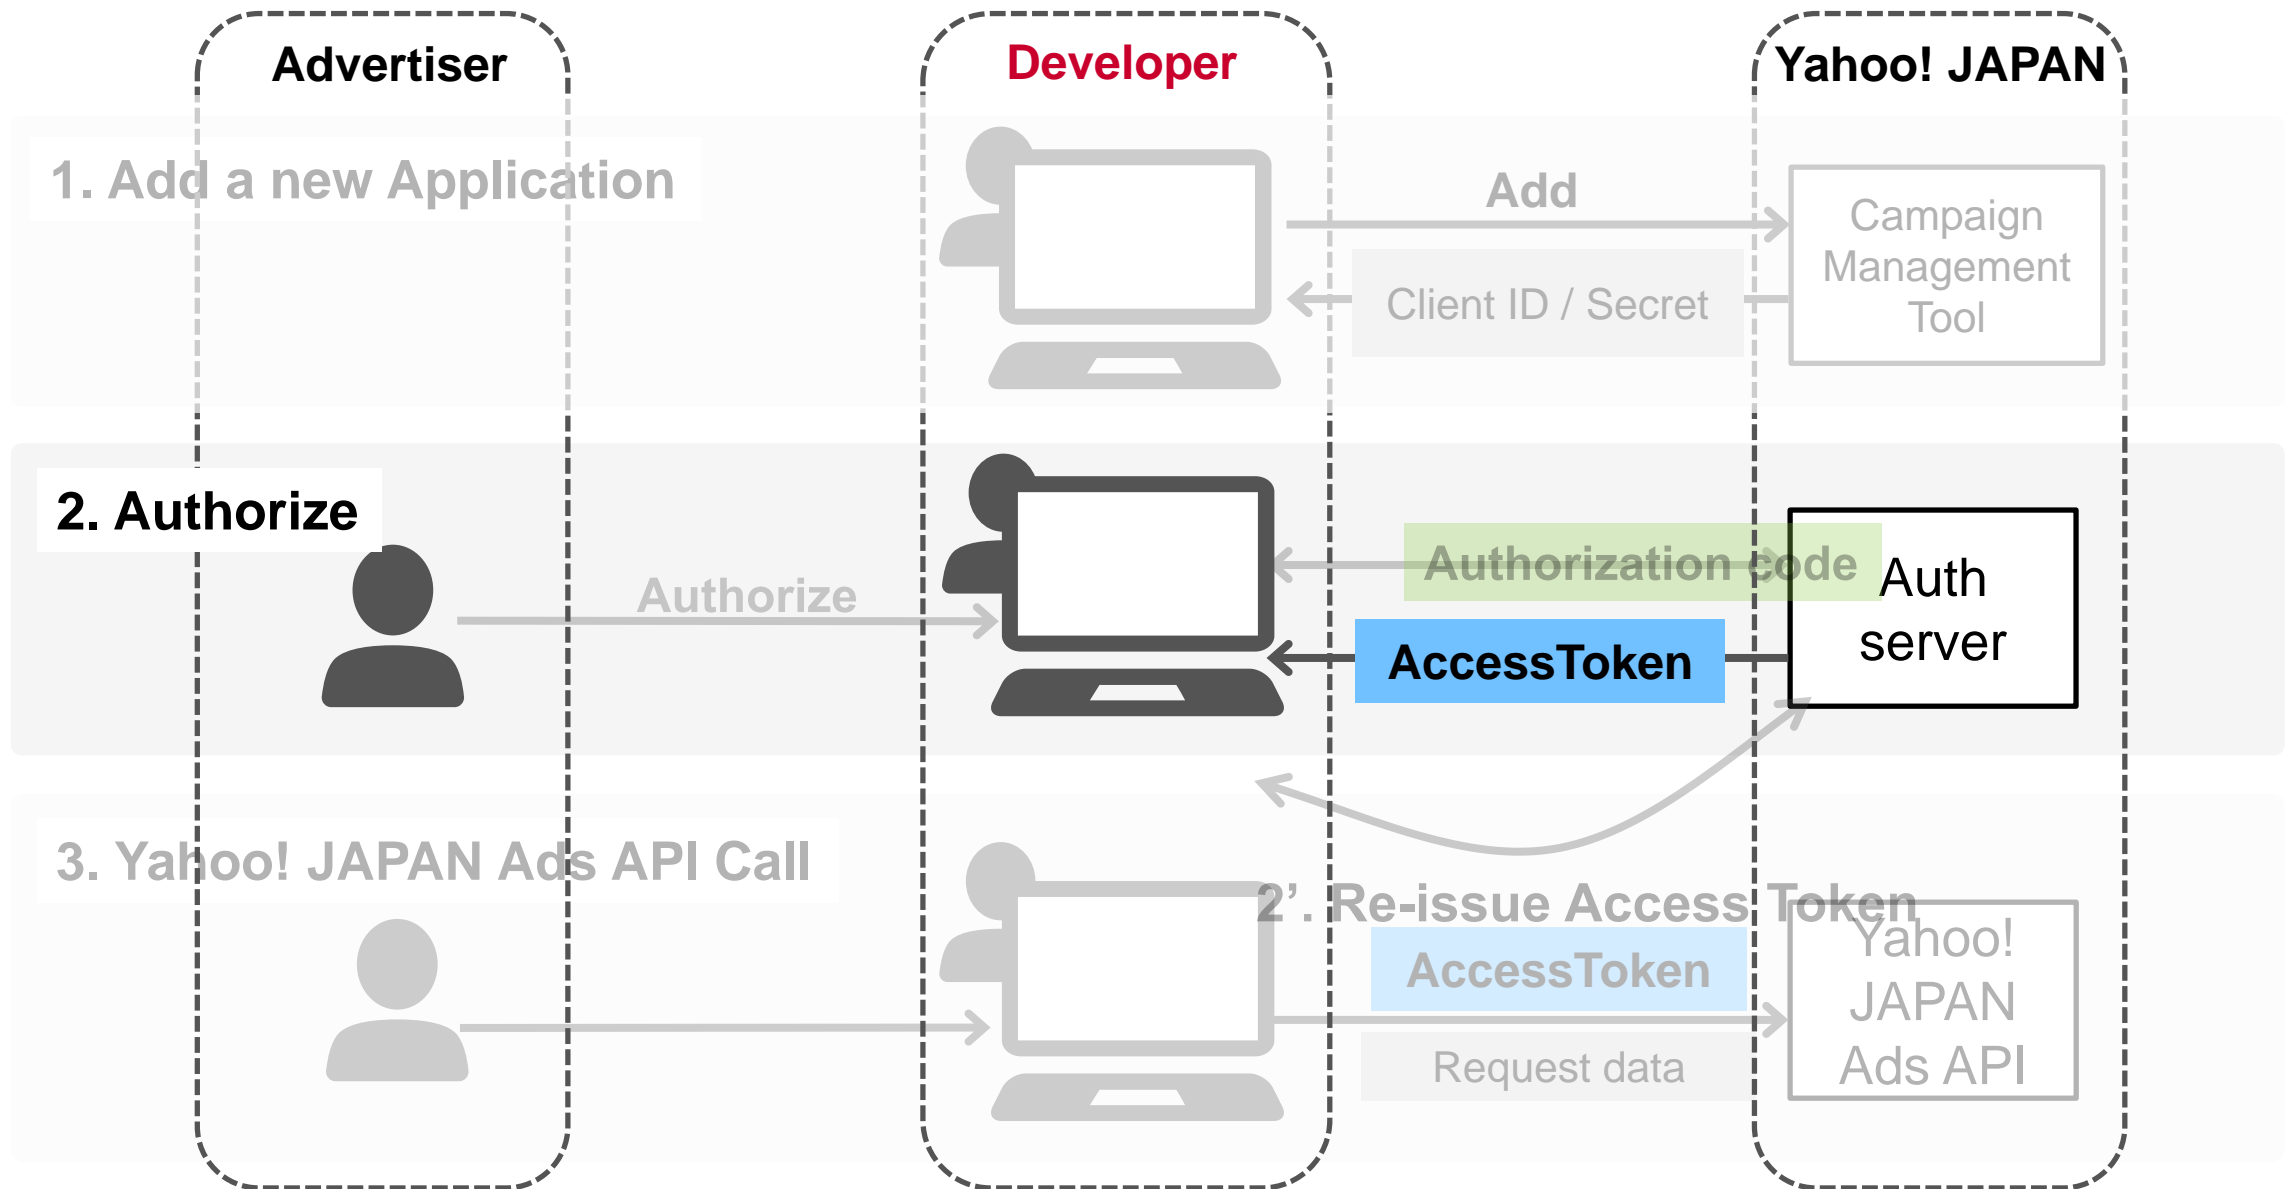 Advertiser
Developer
Yahoo! JAPAN
1. Add a new Application
Add
Client ID / Secret
Campaign
Management
Tool
2. Authorize
Authorize
Authorization code
AccessToken
Auth
server
3. Yahoo! JAPAN Ads API Call
2’. Re-issue Access Token
AccessToken
Request data
Yahoo!
JAPAN
Ads API